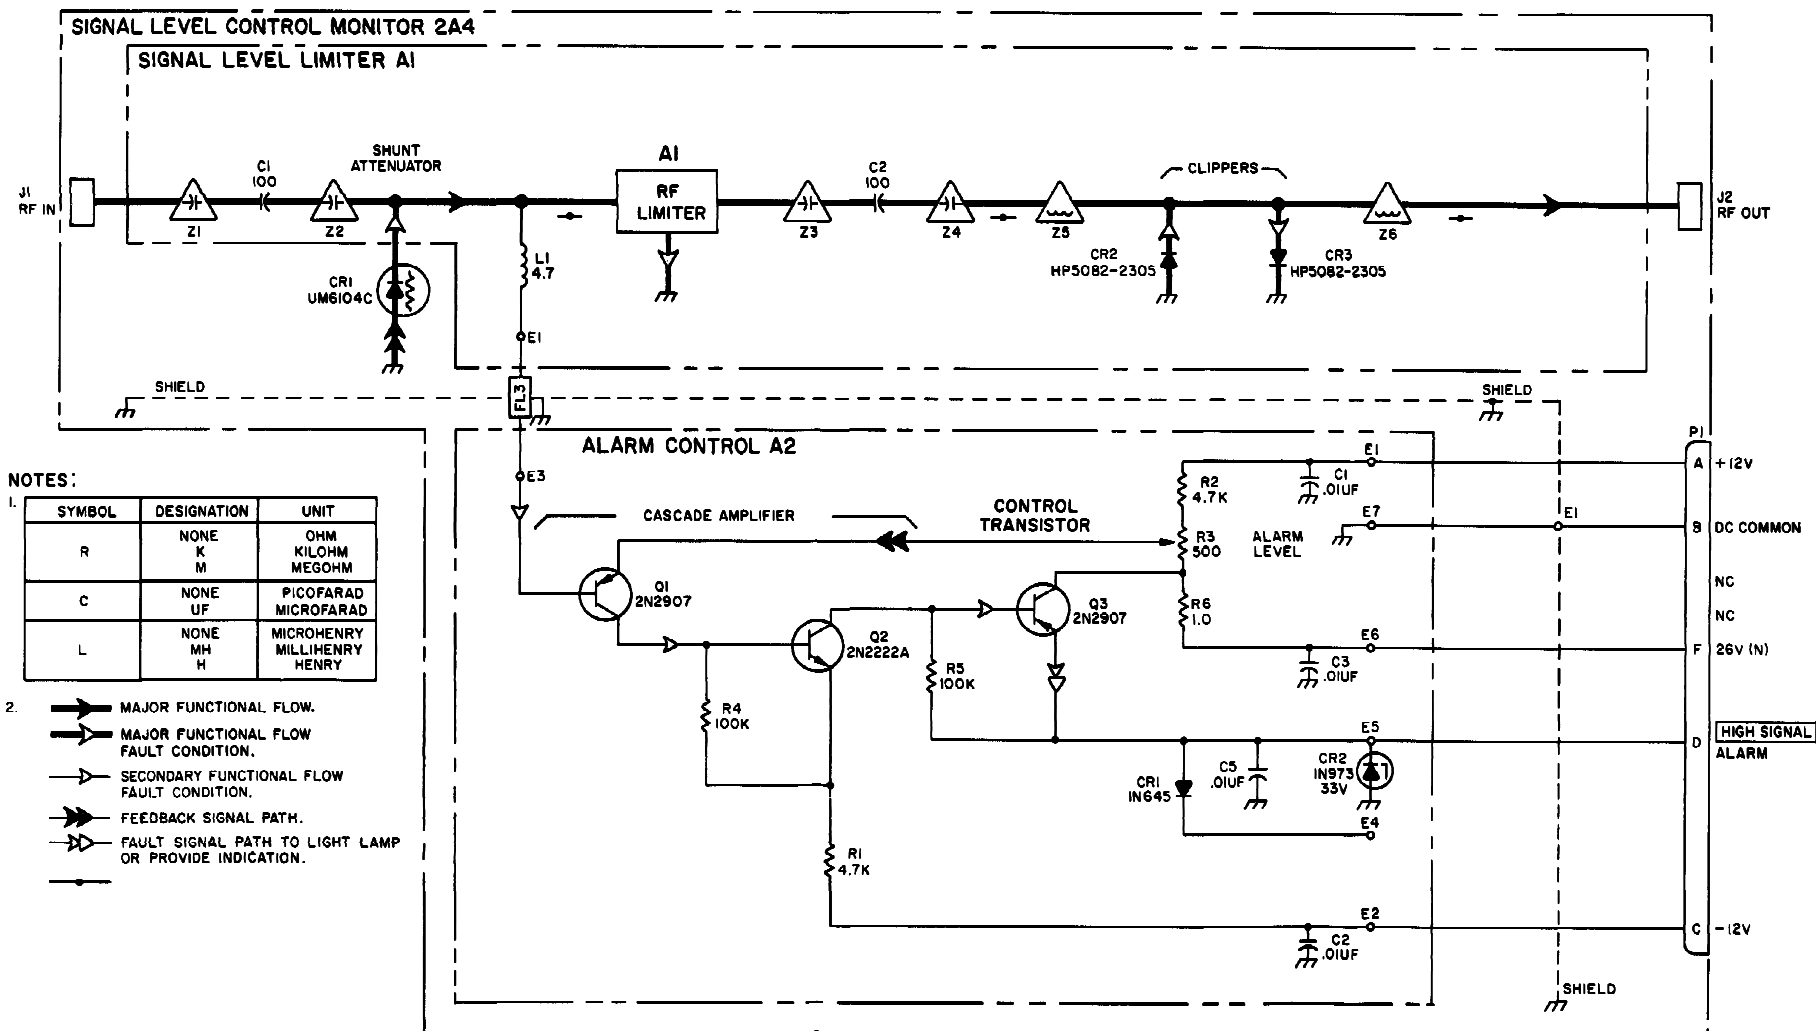 SIGNAL LEVEL CONTROL MONITOR 2A4
SIGNAL LEVEL LIMITER A1
J1
RF IN
Z1
C1
100
Z2
SHUNT
ATTENUATOR
CR1
UM6104C
L1
4.7
E1
A1
RF
LIMITER
Z3
C2
100
Z4
Z5
CLIPPERS
CR2
HP5082-2305
CR3
HP5082-2305
Z6
J2
RF OUT
SHIELD
FL3
SHIELD
ALARM CONTROL A2
E3
CASCADE AMPLIFIER
CONTROL
TRANSISTOR
Q1
2N2907
Q2
2N2222A
Q3
2N2907
R4
100K
R5
100K
R1
4.7K
R2
4.7K
R3
500
ALARM
LEVEL
R6
1.0
C1
.01UF
E1
E7
E1
C3
.01UF
E6
E5
CR1
1N645
C5
.01UF
CR2
1N973
33V
E4
E2
C2
.01UF
SHIELD
P1
A +12V
B DC COMMON
NC
NC
F 26V (N)
D HIGH SIGNAL
ALARM
C -12V
NOTES:
1.
SYMBOL DESIGNATION UNIT
R NONE OHM
K KILOHM
M MEGOHM
C NONE PICOFARAD
UF MICROFARAD
L NONE MICROHENRY
MH MILLIHENRY
H HENRY
2.
MAJOR FUNCTIONAL FLOW.
MAJOR FUNCTIONAL FLOW
FAULT CONDITION.
SECONDARY FUNCTIONAL FLOW
FAULT CONDITION.
FEEDBACK SIGNAL PATH.
FAULT SIGNAL PATH TO LIGHT LAMP
OR PROVIDE INDICATION.